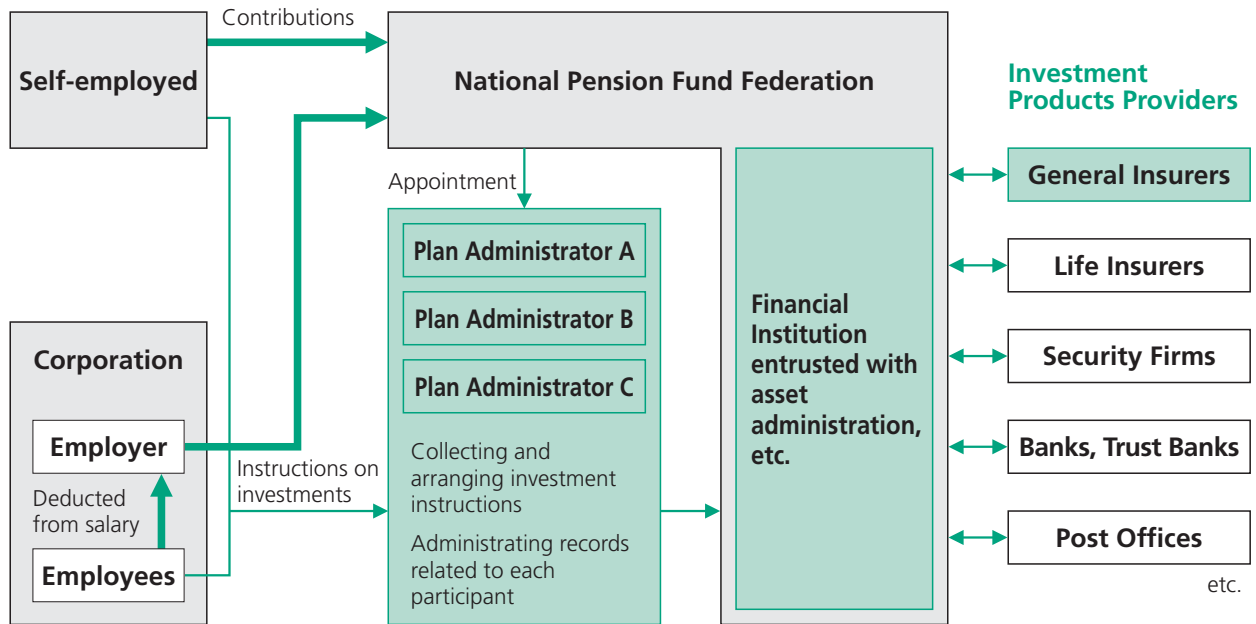 Contributions
Self-employed
National Pension Fund Federation
Investment
Products Providers
Appointment
General Insurers
Plan Administrator A
Life Insurers
Plan Administrator B
Financial
Institution
entrusted with
asset
administration,
etc.
Security Firms
Corporation
Plan Administrator C
Employer
Collecting and
arranging investment
instructions
Banks, Trust Banks
Instructions on
investments
Deducted
from salary
Administrating records
related to each
participant
Post Offices
Employees
etc.